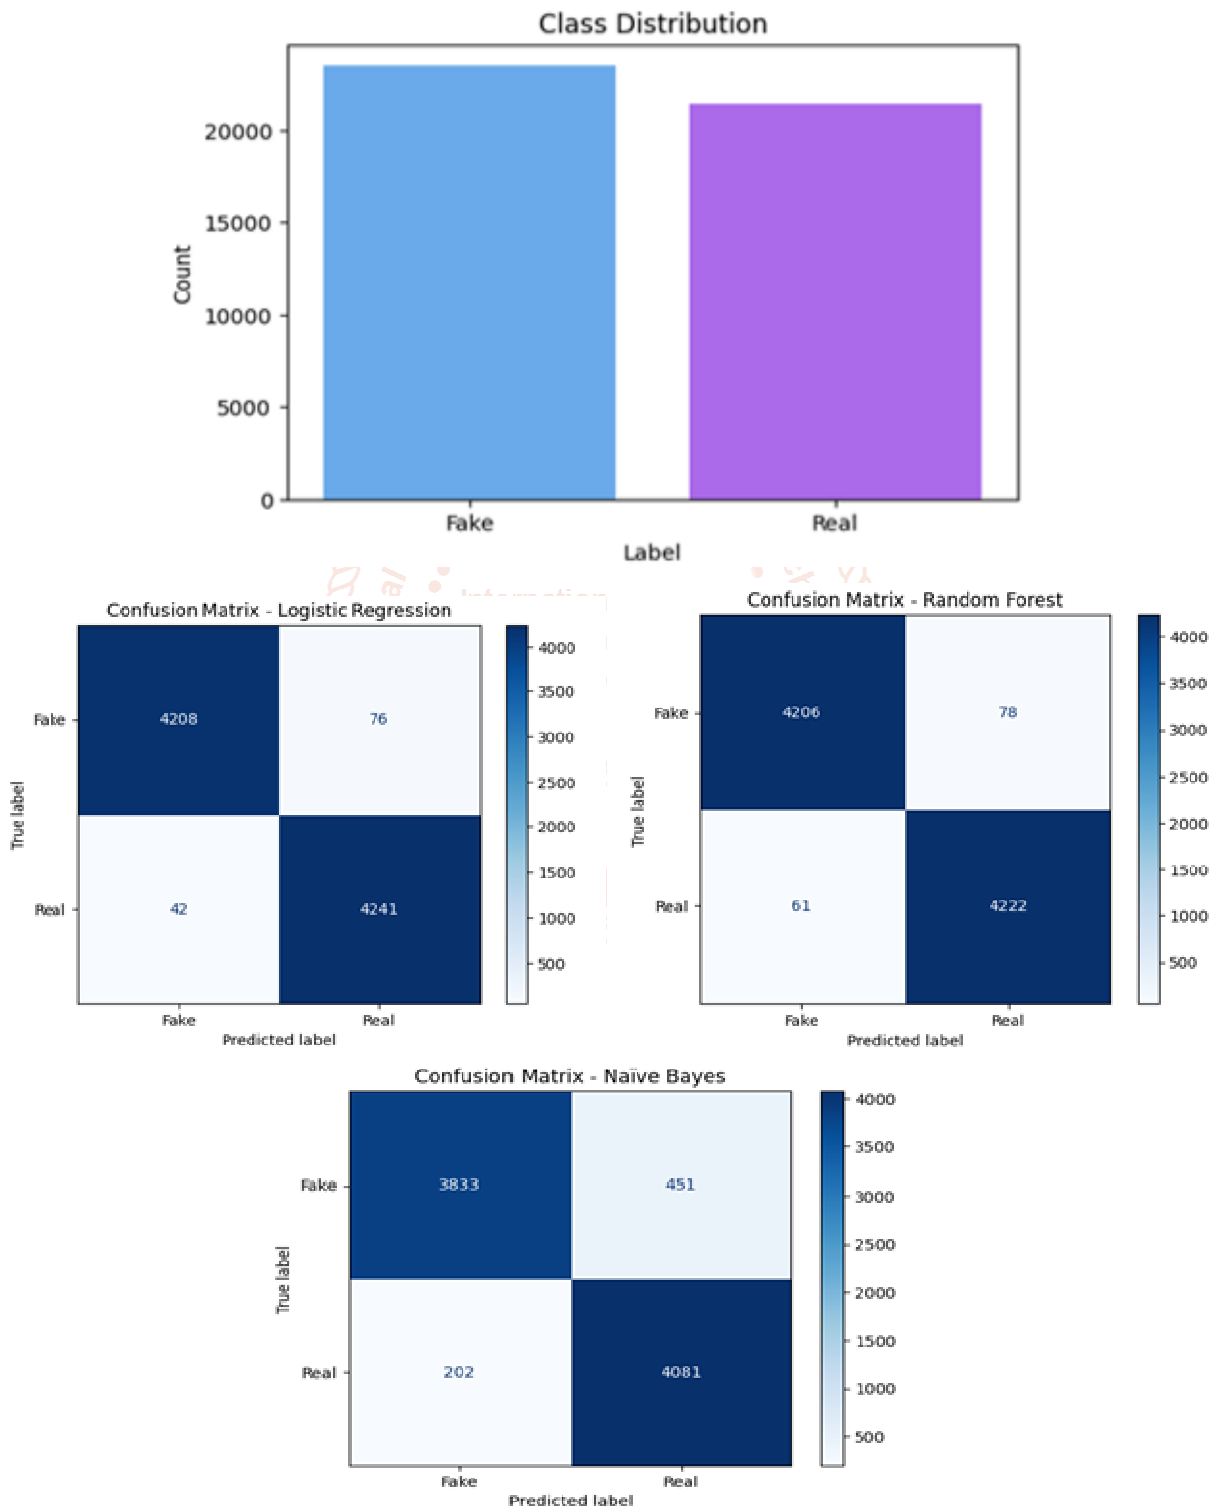 Class Distribution
20000
15000
10000
5000
0
Count
Fake Real
Label
Internation
Confusion Matrix - Logistic Regression
Fake 4208 76
Real 42 4241
True label
Fake Real
Predicted label
4000
3500
3000
2500
2000
1500
1000
500
Confusion Matrix - Random Forest
Fake 4206 78
Real 61 4222
True label
Fake Real
Predicted label
4000
3500
3000
2500
2000
1500
1000
500
Confusion Matrix - Naïve Bayes
Fake 3833 451
Real 202 4081
True label
Fake Real
Predicted label
4000
3500
3000
2500
2000
1500
1000
500